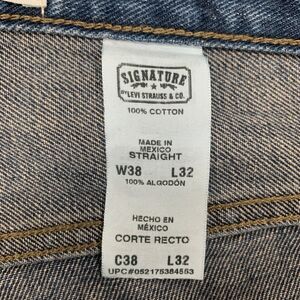 SIGNATURE
BY LEVI STRAUSS & CO.
100% COTTON
MADE IN
MEXICO
STRAIGHT
W38 L32
100% ALGODÓN
HECHO EN
MÉXICO
CORTE RECTO
C38 L32
UPC#052175384553